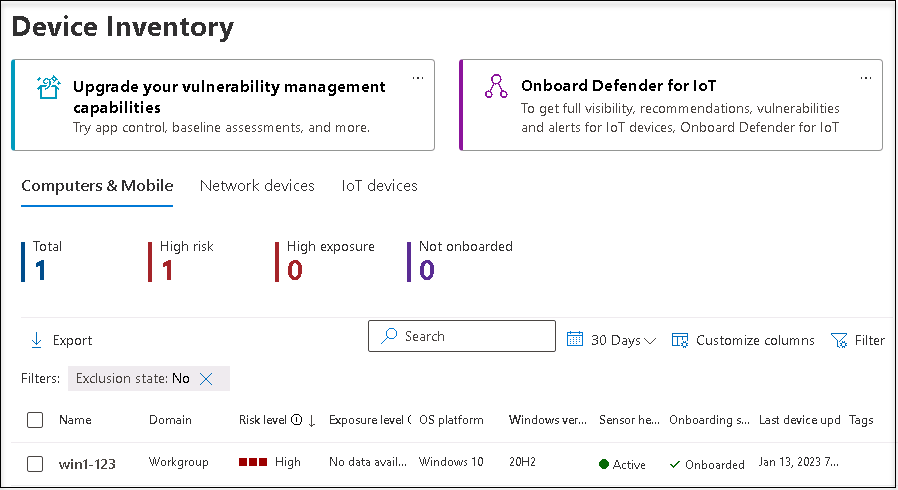 Device Inventory
Upgrade your vulnerability management
capabilities
Try app control, baseline assessments, and more.
...
Onboard Defender for IoT
To get full visibility, recommendations, vulnerabilities
and alerts for IoT devices, Onboard Defender for IoT
...
Computers & Mobile Network devices IoT devices
Total High risk High exposure Not onboarded
1 1 0 0
Export Search 30 Days Customize columns Filter
Filters: Exclusion state: No
Name Domain Risk level Exposure level OS platform Windows ver... Sensor he... Onboarding s... Last device upd Tags
win1-123 Workgroup High No data avail... Windows 10 20H2 Active Onboarded Jan 13, 2023 7...